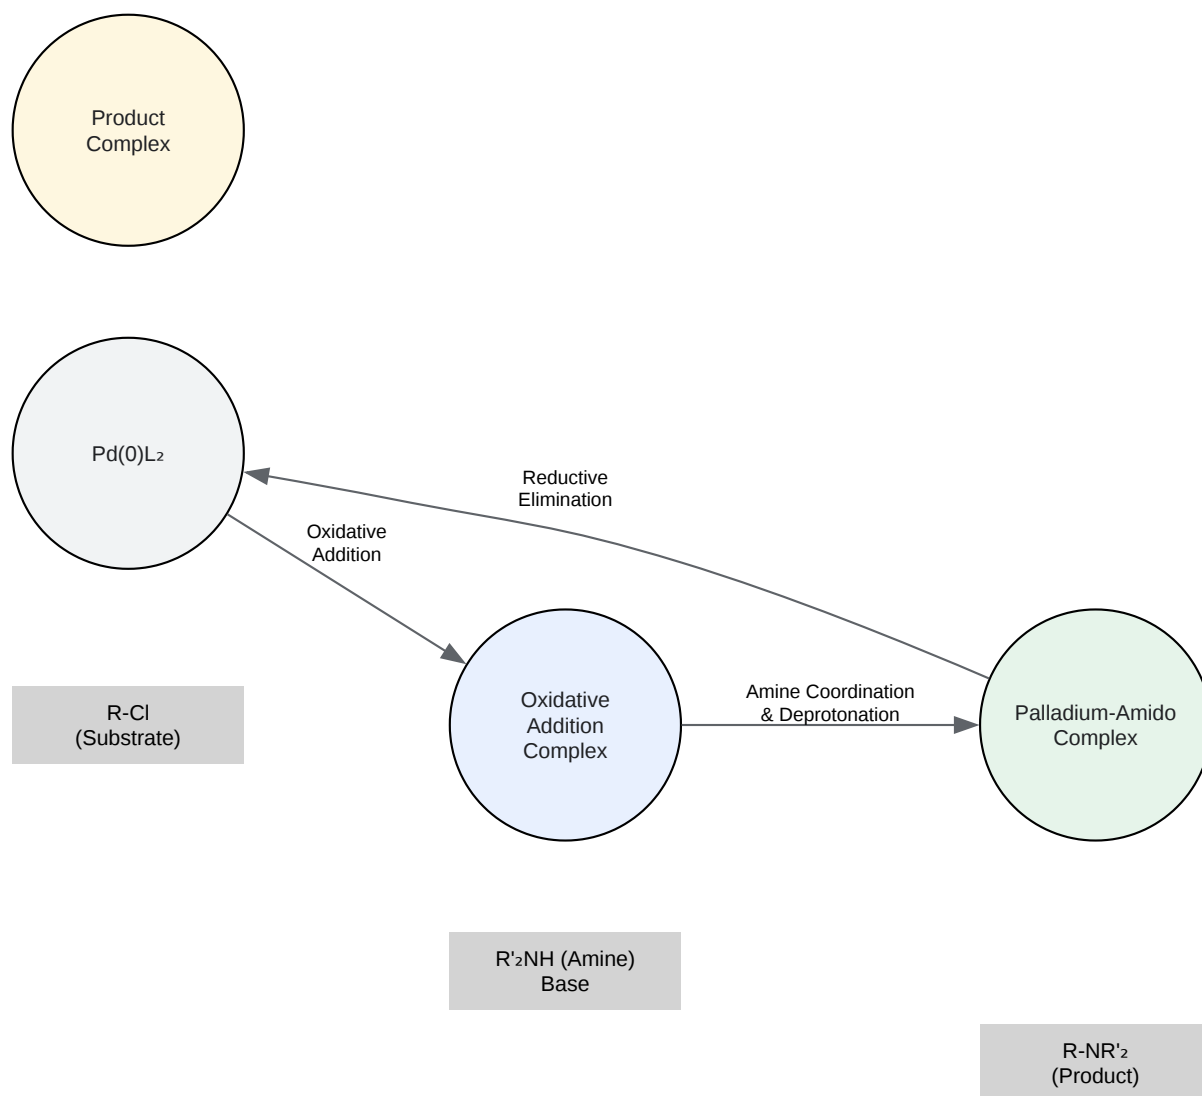 Product
Complex
Pd(0)L₂
Reductive
Elimination
Oxidative
Addition
R-Cl
(Substrate)
Oxidative
Addition
Complex
Amine Coordination
& Deprotonation
Palladium-Amido
Complex
R'₂NH (Amine)
Base
R-NR'₂
(Product)